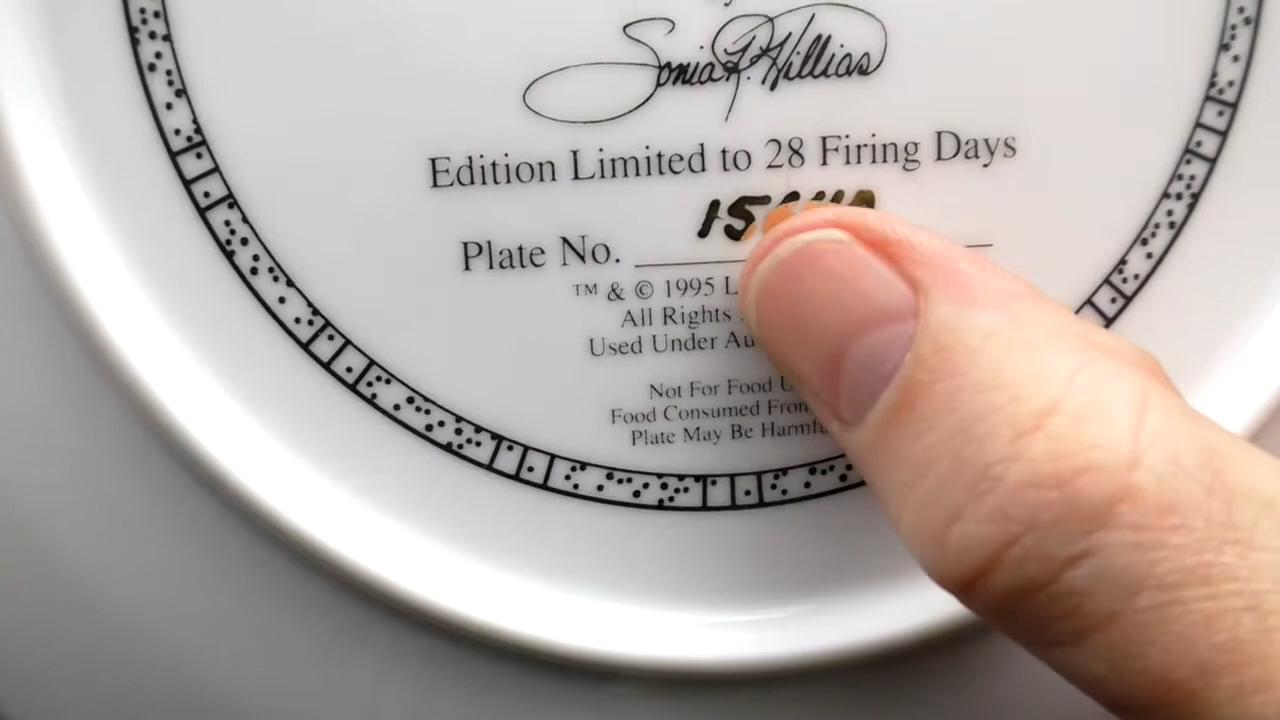 Sonia R. Hillias
Edition Limited to 28 Firing Days
Plate No.
™ & © 1995 L
All Rights
Used Under Au
Not For Food U
Food Consumed From
Plate May Be Harmfu